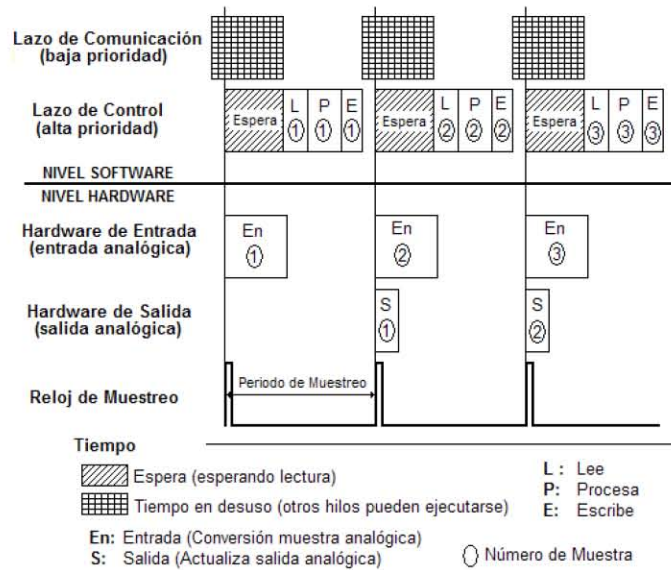 Lazo de Comunicación
(baja prioridad)
Lazo de Control
(alta prioridad)
Espera
L
P
E
1
1
1
Espera
L
P
E
2
2
2
Espera
L
P
E
3
3
3
NIVEL SOFTWARE
NIVEL HARDWARE
Hardware de Entrada
(entrada analógica)
En
1
En
2
En
3
Hardware de Salida
(salida analógica)
S
1
S
2
Reloj de Muestreo
Periodo de Muestreo
Tiempo
Espera (esperando lectura)
Tiempo en desuso (otros hilos pueden ejecutarse)
En: Entrada (Conversión muestra analógica)
S: Salida (Actualiza salida analógica)
L : Lee
P: Procesa
E: Escribe
Número de Muestra